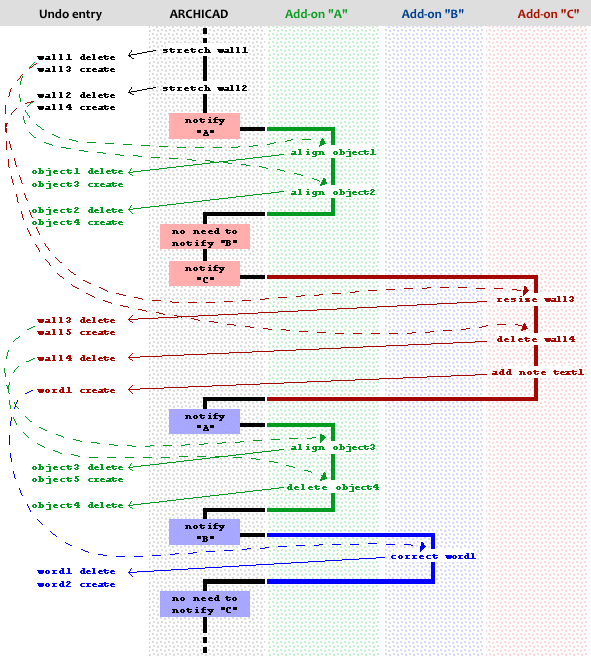 Undo entry ARCHICAD Add-on "A" Add-on "B" Add-on "C"
stretch wall1
wall1 delete
wall3 create
stretch wall2
wall2 delete
wall4 create
notify
"A"
align object1
object1 delete
object3 create
align object2
object2 delete
object4 create
no need to
notify "B"
notify
"C"
resize wall3
wall3 delete
wall5 create
delete wall4
wall4 delete
add note text1
word1 create
notify
"A"
align object3
object3 delete
object5 create
delete object4
object4 delete
notify
"B"
correct word1
word1 delete
word2 create
no need to
notify "C"